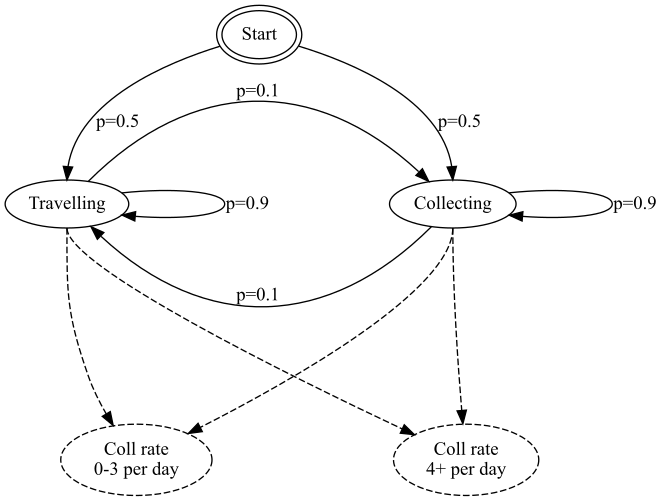 Start
p=0.1
p=0.5
p=0.5
Travelling
p=0.9
Collecting
p=0.9
p=0.1
Coll rate
0-3 per day
Coll rate
4+ per day